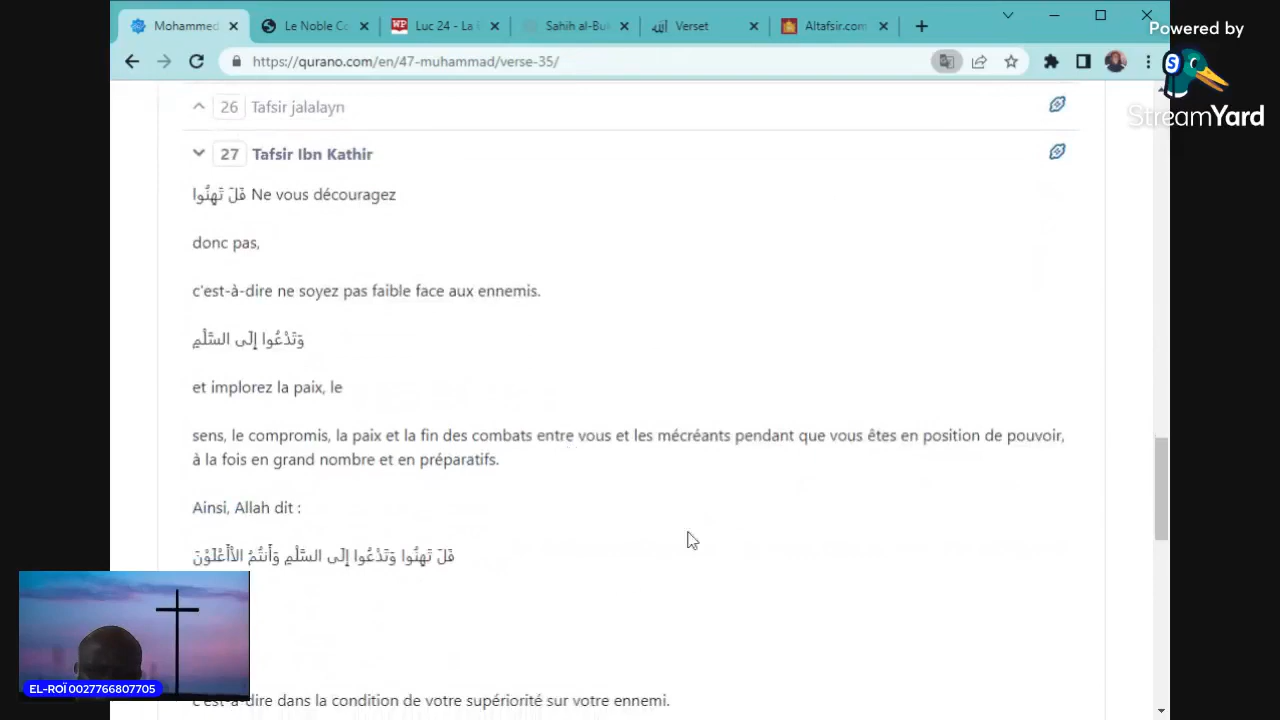 Mohammed
Le Noble Co
Luc 24 - La
Sahih al-Bu
Verset
Altafsir.com
Powered by
https://qurano.com/en/47-muhammad/verse-35/
StreamYard
26 Tafsir jalalayn
27 Tafsir Ibn Kathir
فَلَ تَهِنُوا Ne vous découragez
donc pas,
c'est-à-dire ne soyez pas faible face aux ennemis.
وَتَدْعُوا إِلَى السَّلْمِ
et implorez la paix, le
sens, le compromis, la paix et la fin des combats entre vous et les mécréants pendant que vous êtes en position de pouvoir,
à la fois en grand nombre et en préparatifs.
Ainsi, Allah dit :
فَلَ تَهِنُوا وَتَدْعُوا إِلَى السَّلْمِ وَأَنتُمُ الاَْأَعْلَوْنَ
c'est-à-dire dans la condition de votre supériorité sur votre ennemi.
EL-ROÏ 0027766807705